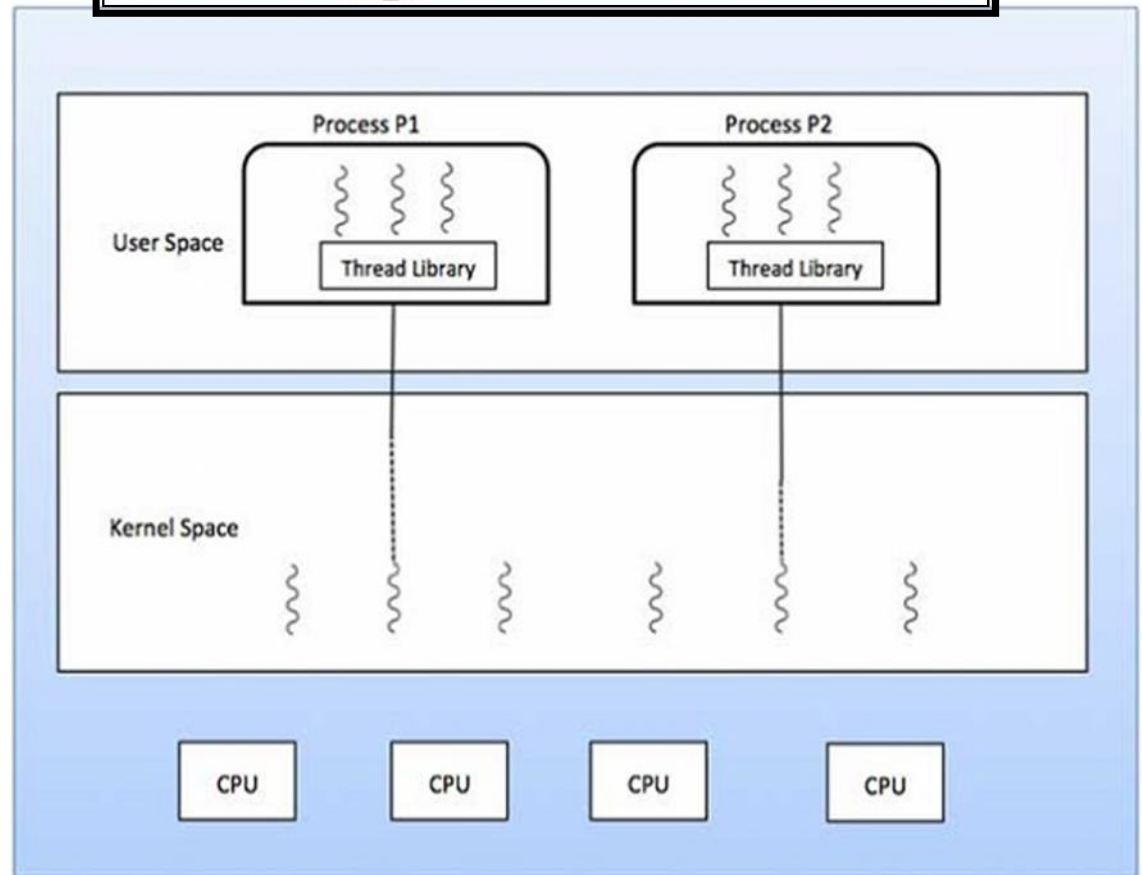 Process P1
Process P2
User Space
Thread Library
Thread Library
Kernel Space
CPU
CPU
CPU
CPU